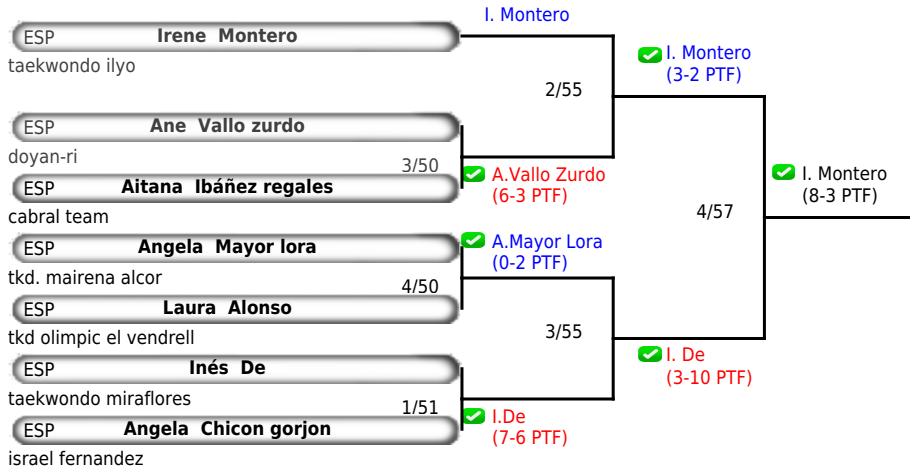 I. Montero
ESP Irene Montero
taekwondo ilyo
I. Montero
(3-2 PTF)
2/55
ESP Ane Vallo zurdo
doyan-ri
3/50
A.Vallo Zurdo
(6-3 PTF)
ESP Aitana Ibáñez regales
cabral team
I. Montero
(8-3 PTF)
4/57
ESP Angela Mayor lora
tkd. mairena alcor
A.Mayor Lora
(0-2 PTF)
4/50
ESP Laura Alonso
tkd olimpic el vendrell
3/55
I. De
(3-10 PTF)
ESP Inés De
taekwondo miraflores
1/51
I.De
(7-6 PTF)
ESP Angela Chicon gorjon
israel fernandez